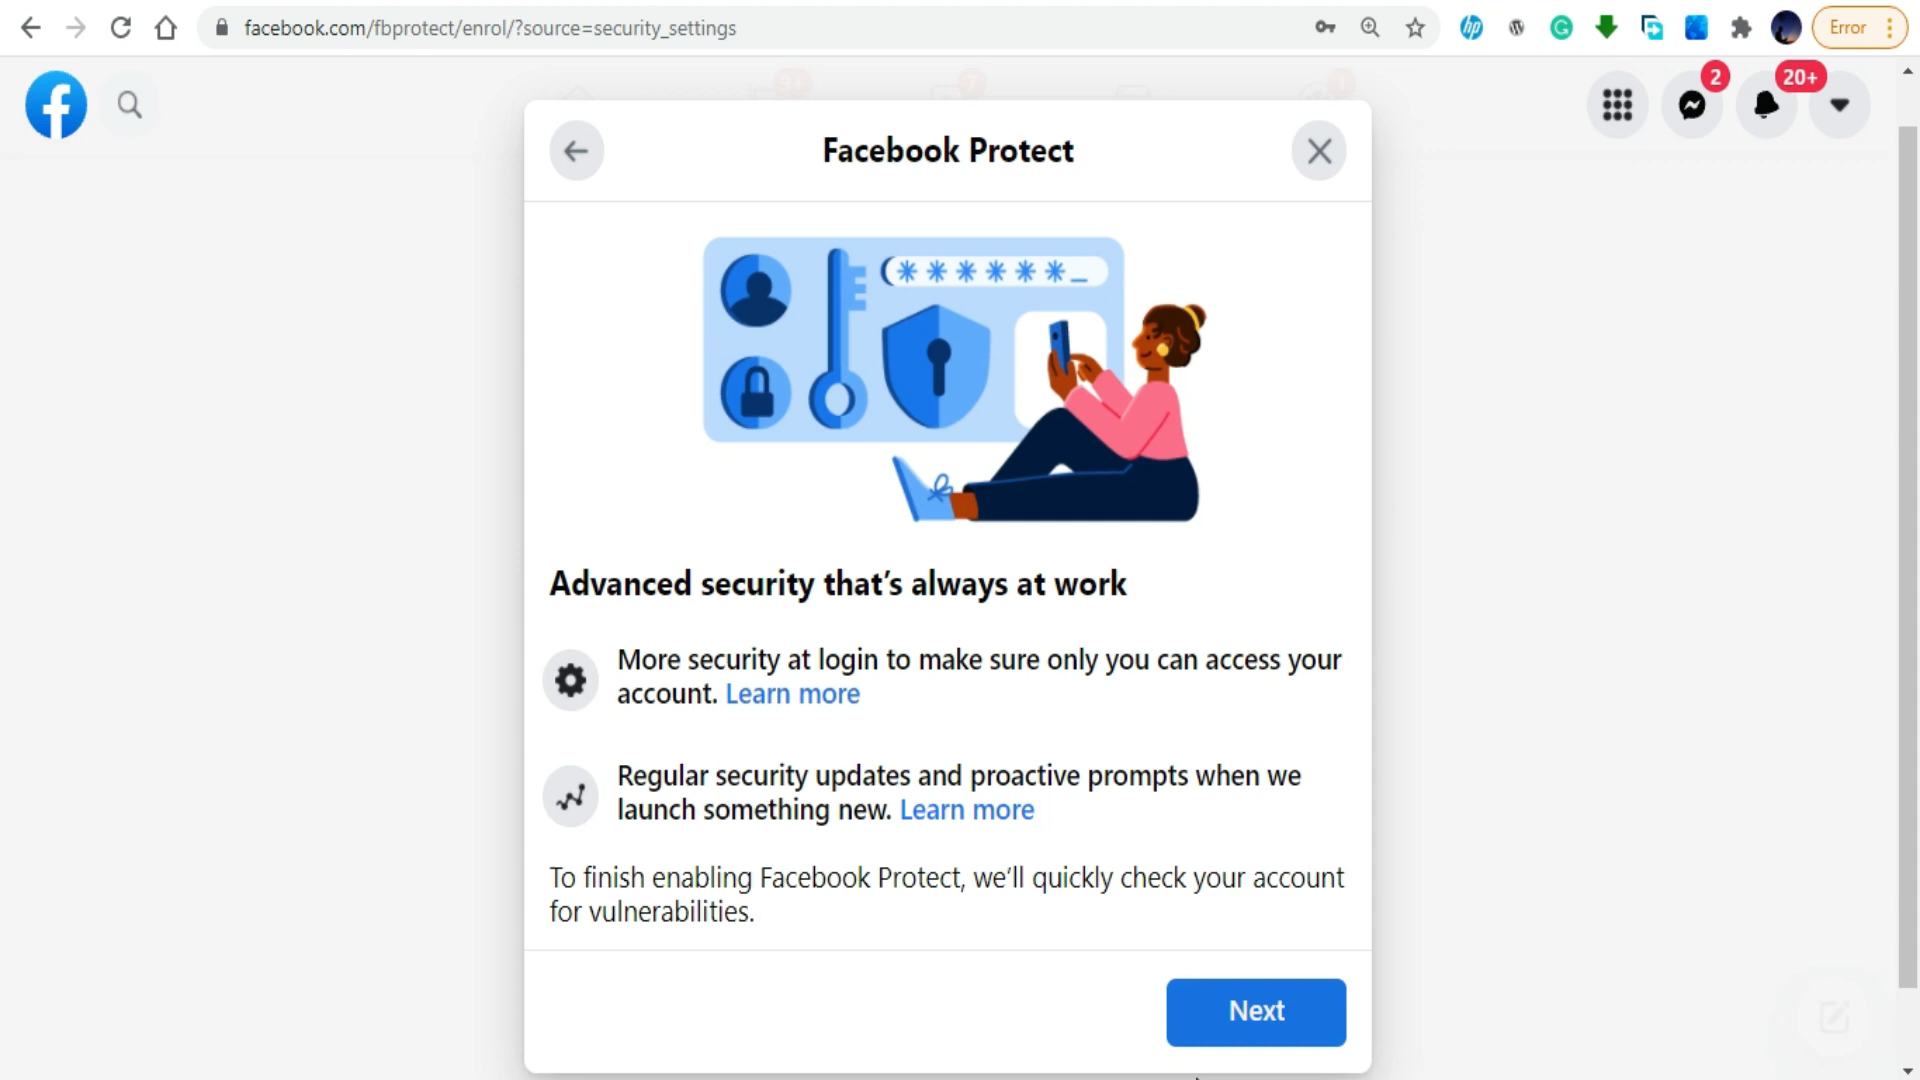 facebook.com/fbprotect/enrol/?source=security_settings
Error
2
20+
Facebook Protect
Advanced security that's always at work
More security at login to make sure only you can access your
account. Learn more
Regular security updates and proactive prompts when we
launch something new. Learn more
To finish enabling Facebook Protect, we'll quickly check your account
for vulnerabilities.
Next